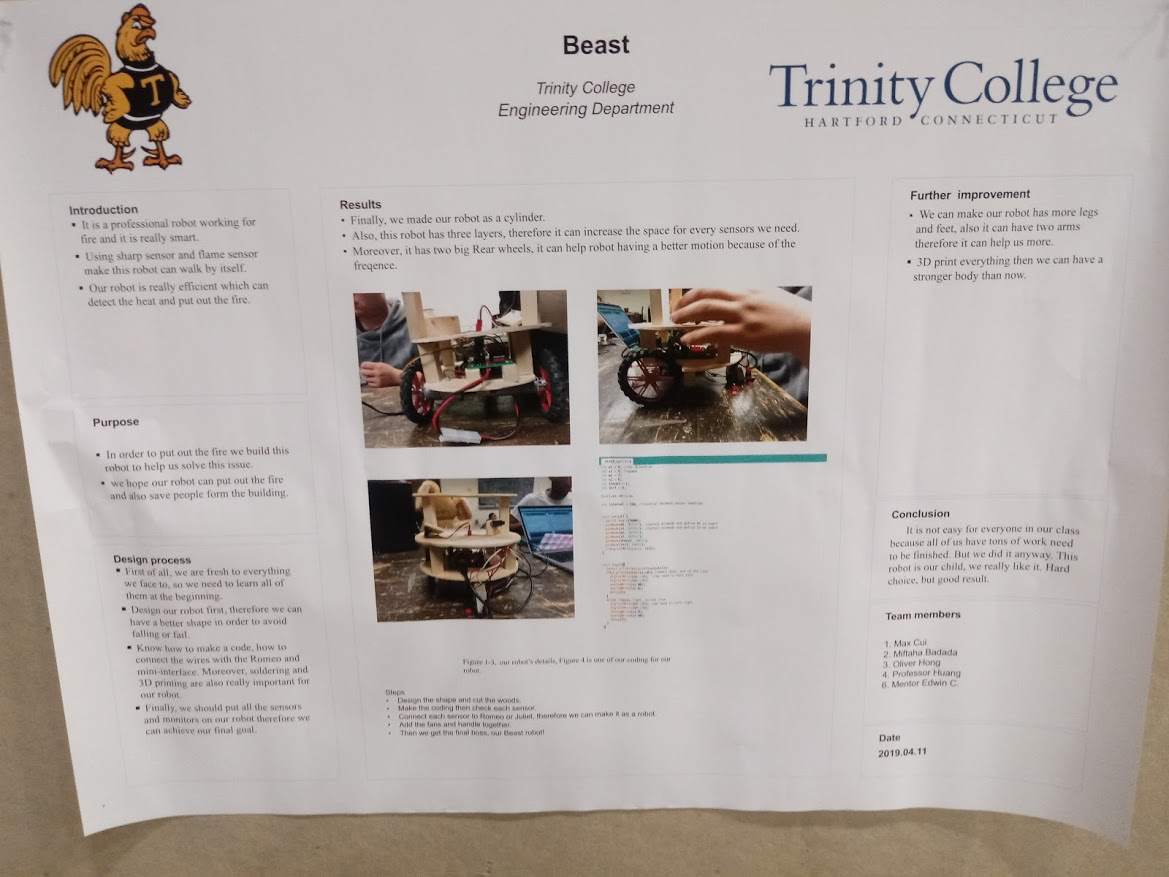 T
Beast
Trinity College
Engineering Department
Trinity College
HARTFORD CONNECTICUT
Introduction
▪ It is a professional robot working for
fire and it is really smart.
▪ Using sharp sensor and flame sensor
make this robot can walk by itself.
▪ Our robot is really efficient which can
detect the heat and put out the fire.
Purpose
▪ In order to put out the fire we build this
robot to help us solve this issue.
▪ we hope our robot can put out the fire
and also save people form the building.
Design process
▪ First of all, we are fresh to everything
we face to, so we need to learn all of
them at the beginning.
▪ Design our robot first, therefore we can
have a better shape in order to avoid
falling or fail.
▪ Know how to make a code, how to
connect the wires with the Romeo and
mini-interface. Moreover, soldering and
3D printing are also really important for
our robot.
▪ Finally, we should put all the sensors
and monitors on our robot therefore we
can achieve our final goal.
Results
• Finally, we made our robot as a cylinder.
• Also, this robot has three layers, therefore it can increase the space for every sensors we need.
• Moreover, it has two big Rear wheels, it can help robot having a better motion because of the
freqence.
Figure 1-3, our robot's details, Figure 4 is one of our coding for our
robot.
Steps
• Design the shape and cut the woods.
• Make the coding then check each sensor.
• Connect each sensor to Romeo or Juliet, therefore we can make it as a robot.
• Add the fans and handle together.
• Then we get the final boss, our Beast robot!
Further improvement
▪ We can make our robot has more legs
and feet, also it can have two arms
therefore it can help us more.
▪ 3D print everything then we can have a
stronger body than now.
Conclusion
It is not easy for everyone in our class
because all of us have tons of work need
to be finished. But we did it anyway. This
robot is our child, we really like it. Hard
choice, but good result.
Team members
1. Max Cui
2. Miftaha Badada
3. Oliver Hong
4. Professor Huang
6. Mentor Edwin C.
Date
2019.04.11